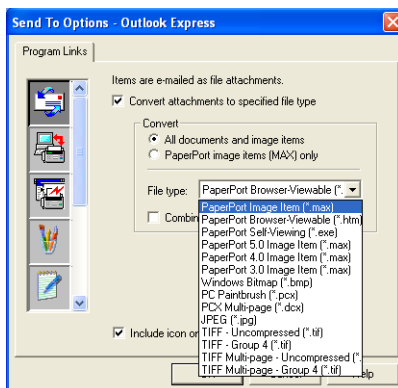 Send To Options - Outlook Express
Program Links
Items are e-mailed as file attachments.
Convert attachments to specified file type
Convert
All documents and image items
PaperPort image items (MAX) only
File type: PaperPort Browser-Viewable (*.
PaperPort Image Item (*.max)
PaperPort Browser-Viewable (*.htm)
PaperPort Self-Viewing (*.exe)
PaperPort 5.0 Image Item (*.max)
PaperPort 4.0 Image Item (*.max)
PaperPort 3.0 Image Item (*.max)
Windows Bitmap (*.bmp)
PC Paintbrush (*.pcx)
PCX Multi-page (*.dcx)
JPEG (*.jpg)
TIFF - Uncompressed (*.tif)
TIFF - Group 4 (*.tif)
TIFF Multi-page - Uncompressed (*.
TIFF Multi-page - Group 4 (*.tif)
Combin
Include icon or